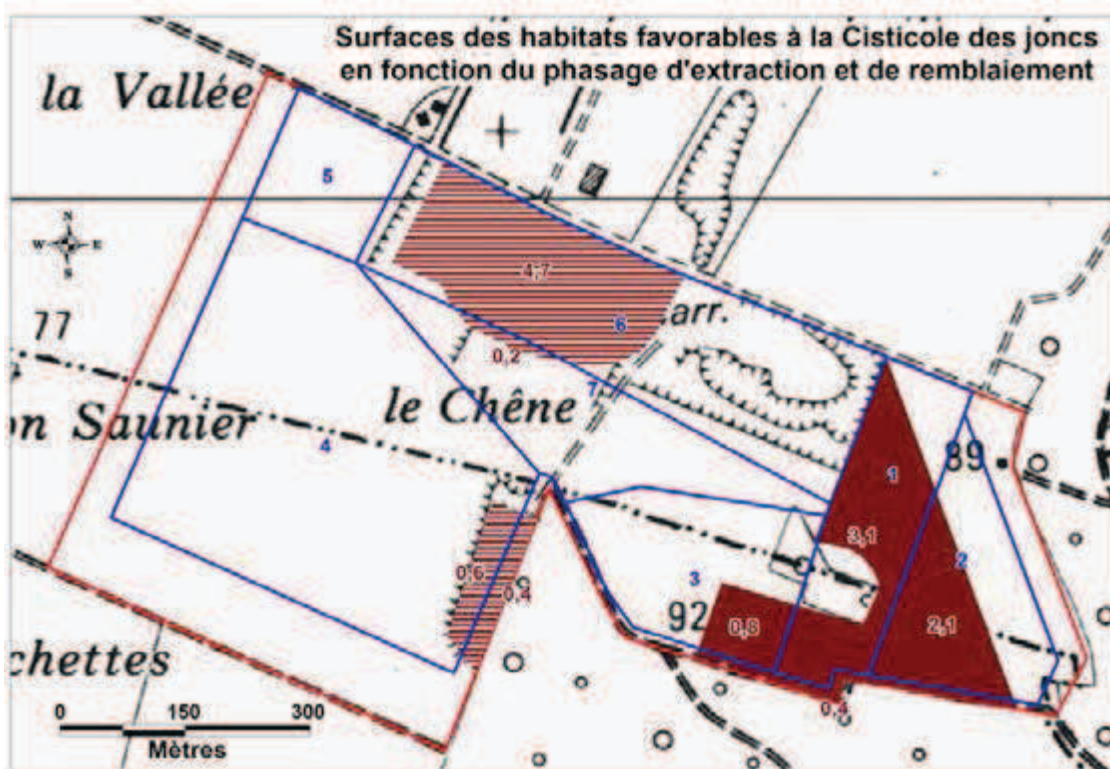 Surfaces des habitats favorables à la Cisticole des joncs
en fonction du phasage d'extraction et de remblaiement
la Vallée
5
N
W E
S
4,7
77
6
arr.
0,2
7
le Chêne
on Saunier
4
89
1
3,1
2
0,6
0,4
3
92
0,8
2,1
chettes
0,4
0 150 300
Mètres